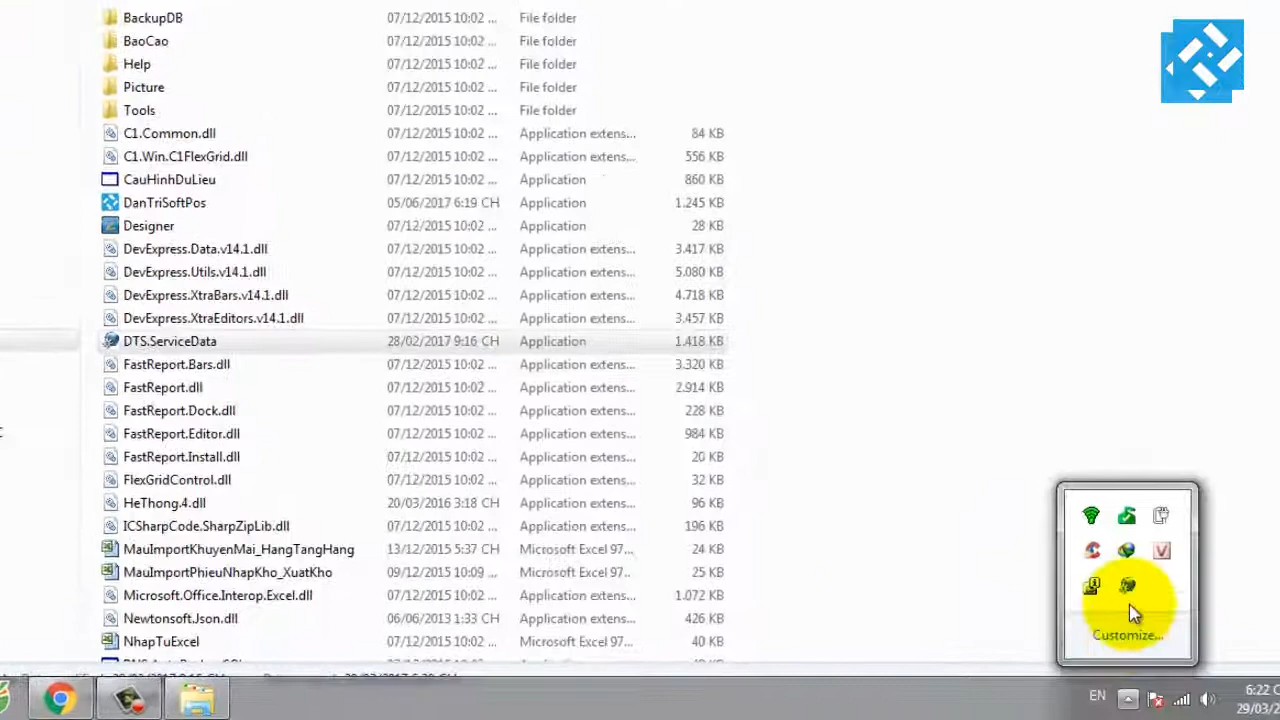 BackupDB 07/12/2015 10:02 ... File folder
BaoCao 07/12/2015 10:02 ... File folder
Help 07/12/2015 10:02 ... File folder
Picture 07/12/2015 10:02 ... File folder
Tools 07/12/2015 10:02 ... File folder
C1.Common.dll 07/12/2015 10:02 ... Application extens... 84 KB
C1.Win.C1FlexGrid.dll 07/12/2015 10:02 ... Application extens... 556 KB
CauHinhDuLieu 07/12/2015 10:02 ... Application 860 KB
DanTriSoftPos 05/06/2017 6:19 CH Application 1.245 KB
Designer 07/12/2015 10:02 ... Application 28 KB
DevExpress.Data.v14.1.dll 07/12/2015 10:02 ... Application extens... 3.417 KB
DevExpress.Utils.v14.1.dll 07/12/2015 10:02 ... Application extens... 5.080 KB
DevExpress.XtraBars.v14.1.dll 07/12/2015 10:02 ... Application extens... 4.718 KB
DevExpress.XtraEditors.v14.1.dll 07/12/2015 10:02 ... Application extens... 3.457 KB
DTS.ServiceData 28/02/2017 9:16 CH Application 1.418 KB
FastReport.Bars.dll 07/12/2015 10:02 ... Application extens... 3.320 KB
FastReport.dll 07/12/2015 10:02 ... Application extens... 2.914 KB
FastReport.Dock.dll 07/12/2015 10:02 ... Application extens... 228 KB
FastReport.Editor.dll 07/12/2015 10:02 ... Application extens... 984 KB
FastReport.Install.dll 07/12/2015 10:02 ... Application extens... 20 KB
FlexGridControl.dll 07/12/2015 10:02 ... Application extens... 32 KB
HeThong.4.dll 20/03/2016 3:18 CH Application extens... 96 KB
ICSharpCode.SharpZipLib.dll 07/12/2015 10:02 ... Application extens... 196 KB
MauImportKhuyenMai_HangTangHang 13/12/2015 5:37 CH Microsoft Excel 97... 24 KB
MauImportPhieuNhapKho_XuatKho 09/12/2015 10:09 ... Microsoft Excel 97... 25 KB
Microsoft.Office.Interop.Excel.dll 07/12/2015 10:02 ... Application extens... 1.072 KB
Newtonsoft.Json.dll 06/06/2013 1:33 CH Application extens... 426 KB
NhapTuExcel 07/12/2015 10:02 ... Microsoft Excel 97... 40 KB
Customize...
EN
6:22 C
29/03/